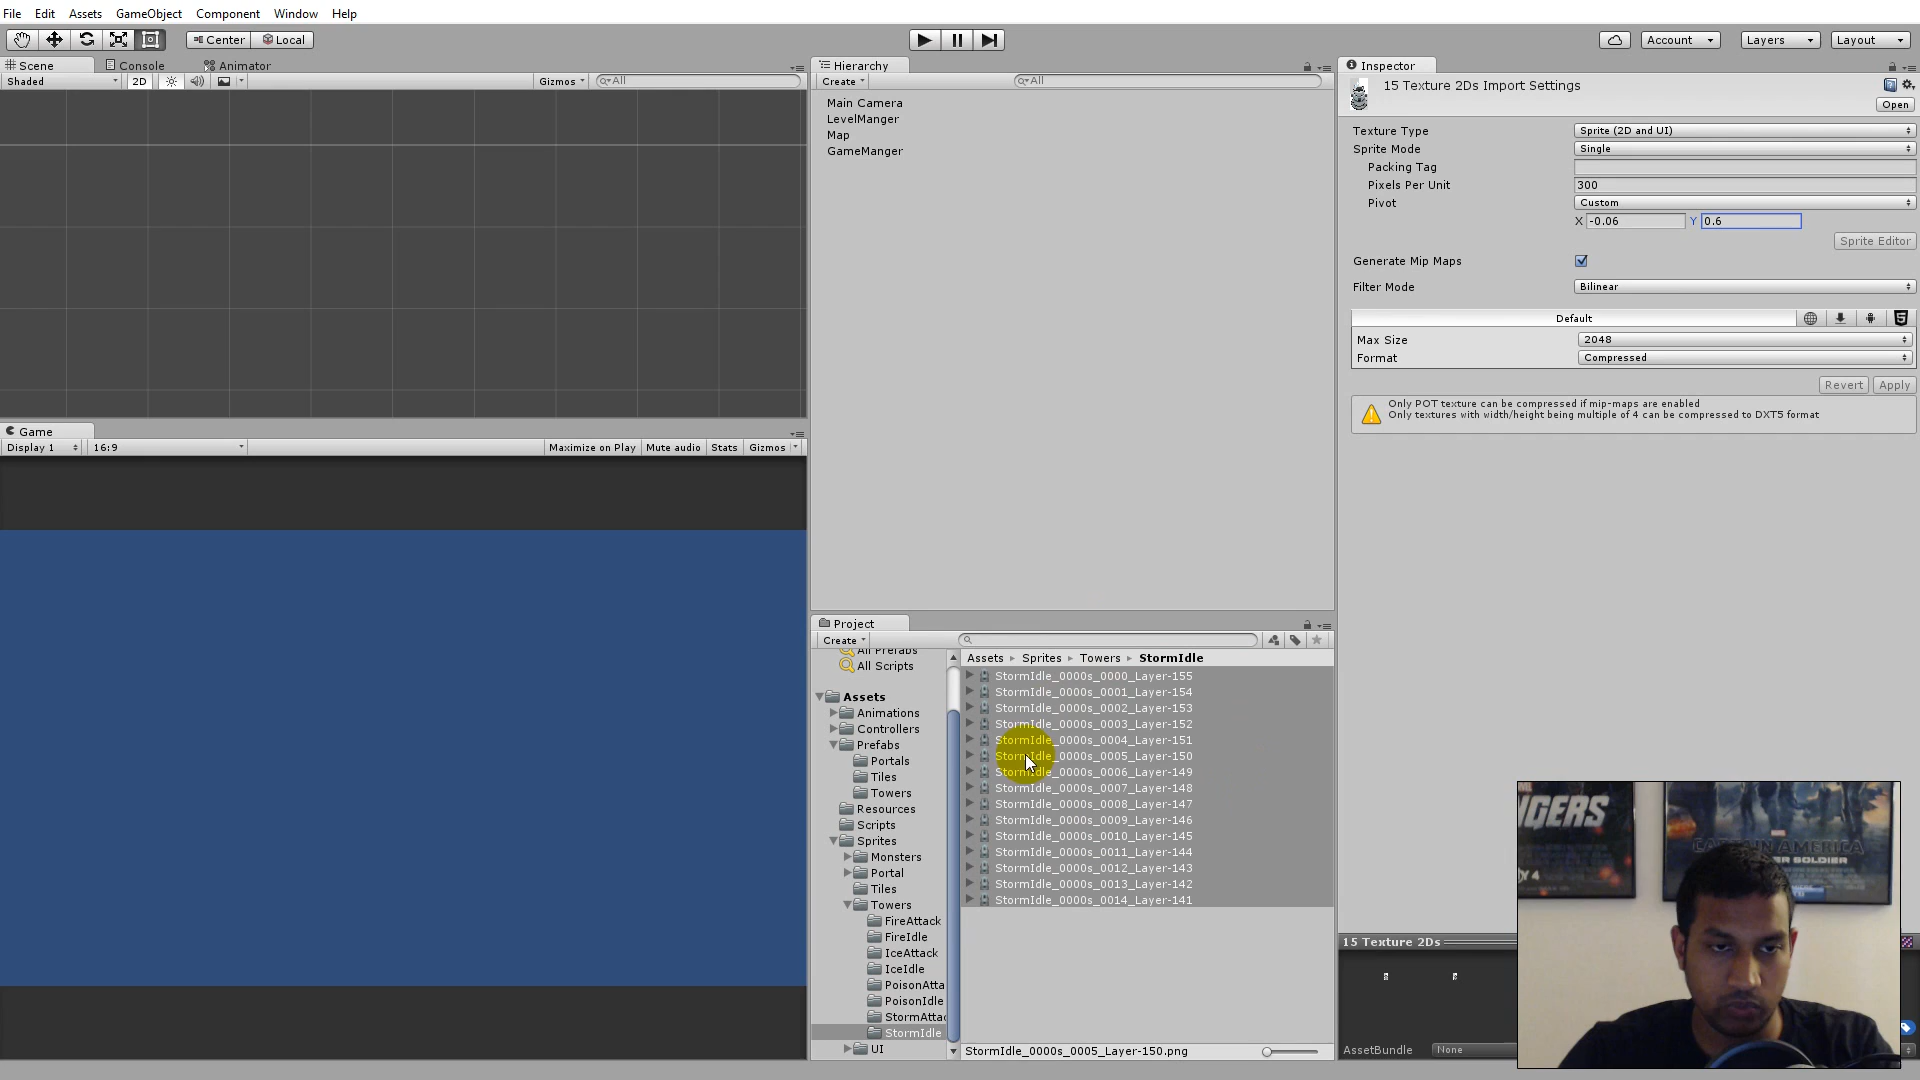 File Edit Assets GameObject Component Window Help
Center Local
Account Layers Layout
Scene Console Animator
Shaded 2D Gizmos All
Game
Display 1 16:9 Maximize on Play Mute audio Stats Gizmos
Hierarchy
Create All
Main Camera
LevelManger
Map
GameManger
Project
Create
All Prefabs
All Scripts
Assets
Animations
Controllers
Prefabs
Portals
Tiles
Towers
Resources
Scripts
Sprites
Monsters
Portal
Tiles
Towers
FireAttack
FireIdle
IceAttack
IceIdle
PoisonAtta
PoisonIdle
StormAttac
StormIdle
UI
Assets Sprites Towers StormIdle
StormIdle_0000s_0000_Layer-155
StormIdle_0000s_0001_Layer-154
StormIdle_0000s_0002_Layer-153
StormIdle_0000s_0003_Layer-152
StormIdle_0000s_0004_Layer-151
StormIdle_0000s_0005_Layer-150
StormIdle_0000s_0006_Layer-149
StormIdle_0000s_0007_Layer-148
StormIdle_0000s_0008_Layer-147
StormIdle_0000s_0009_Layer-146
StormIdle_0000s_0010_Layer-145
StormIdle_0000s_0011_Layer-144
StormIdle_0000s_0012_Layer-143
StormIdle_0000s_0013_Layer-142
StormIdle_0000s_0014_Layer-141
StormIdle_0000s_0005_Layer-150.png
Inspector
15 Texture 2Ds Import Settings
Open
Texture Type Sprite (2D and UI)
Sprite Mode Single
Packing Tag
Pixels Per Unit 300
Pivot Custom
X -0.06 Y 0.6
Sprite Editor
Generate Mip Maps
Filter Mode Bilinear
Default
Max Size 2048
Format Compressed
Revert Apply
Only POT texture can be compressed if mip-maps are enabled
Only textures with width/height being multiple of 4 can be compressed to DXT5 format
15 Texture 2Ds
AssetBundle None
NGERS
CAPTAIN AMERICA
ER SOLDIER